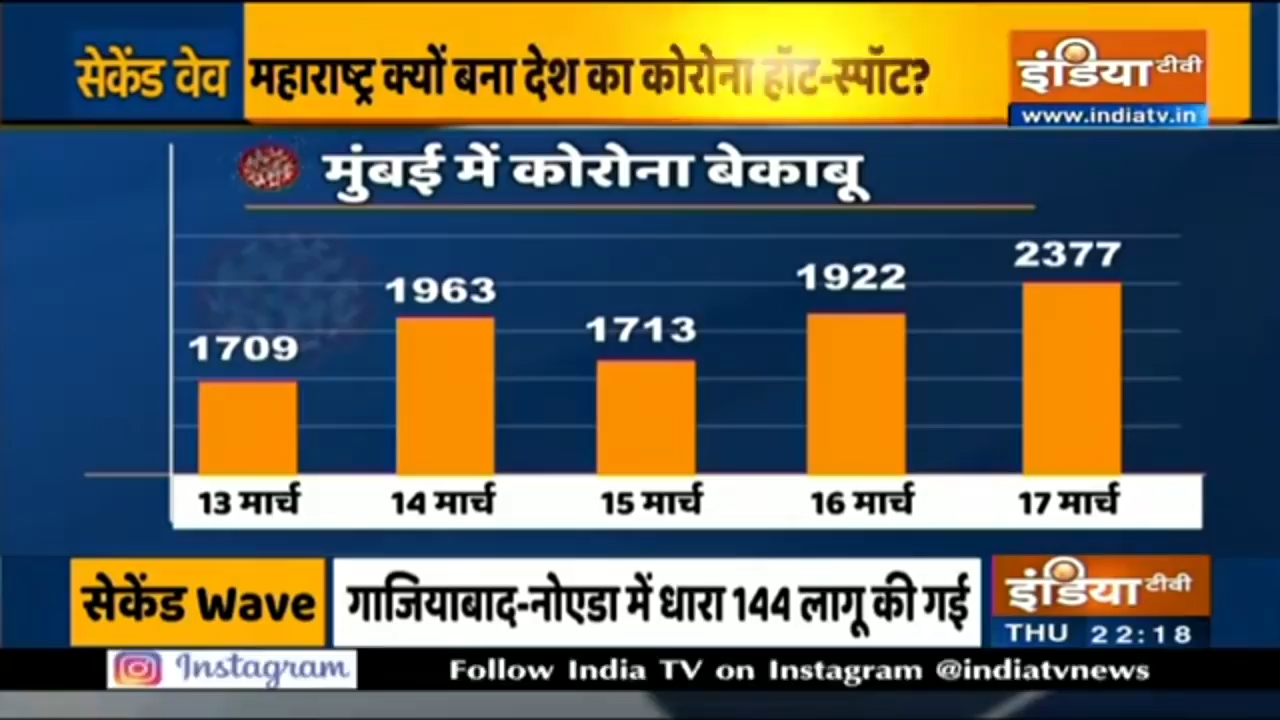 सेकेंड वेव
महाराष्ट्र क्यों बना देश का कोरोना हॉट-स्पॉट?
इंडिया टीवी
www.indiatv.in
मुंबई में कोरोना बेकाबू
1709
1963
1713
1922
2377
13 मार्च
14 मार्च
15 मार्च
16 मार्च
17 मार्च
सेकेंड Wave
गाजियाबाद-नोएडा में धारा 144 लागू की गई
इंडिया टीवी
THU 22:18
Instagram
Follow India TV on Instagram @indiatvnews